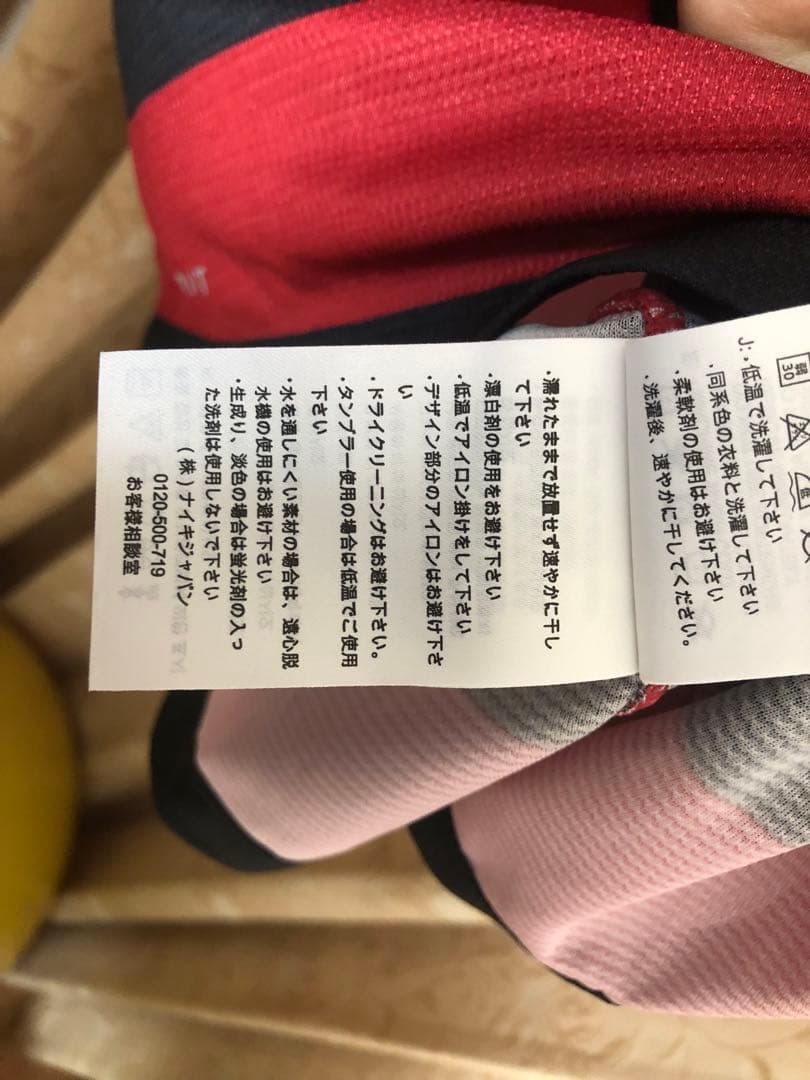 30
J: ・低温で洗濯して下さい
・同系色の衣料と洗濯して下さい
・柔軟剤の使用はお避け下さい
・洗濯後、速やかに干してください。
・濡れたままで放置せず速やかに干し
て下さい
・漂白剤の使用をお避け下さい
・低温でアイロン掛けをして下さい
・デザイン部分のアイロンはお避け下さ
い
・ドライクリーニングはお避け下さい。
・タンブラー使用の場合は低温でご使用
下さい
・水を通しにくい素材の場合は、遠心脱
水機の使用はお避け下さい
・生成り、淡色の場合は蛍光剤の入っ
た洗剤は使用しないで下さい
(株)ナイキジャパン
0120-500-719
お客様相談室